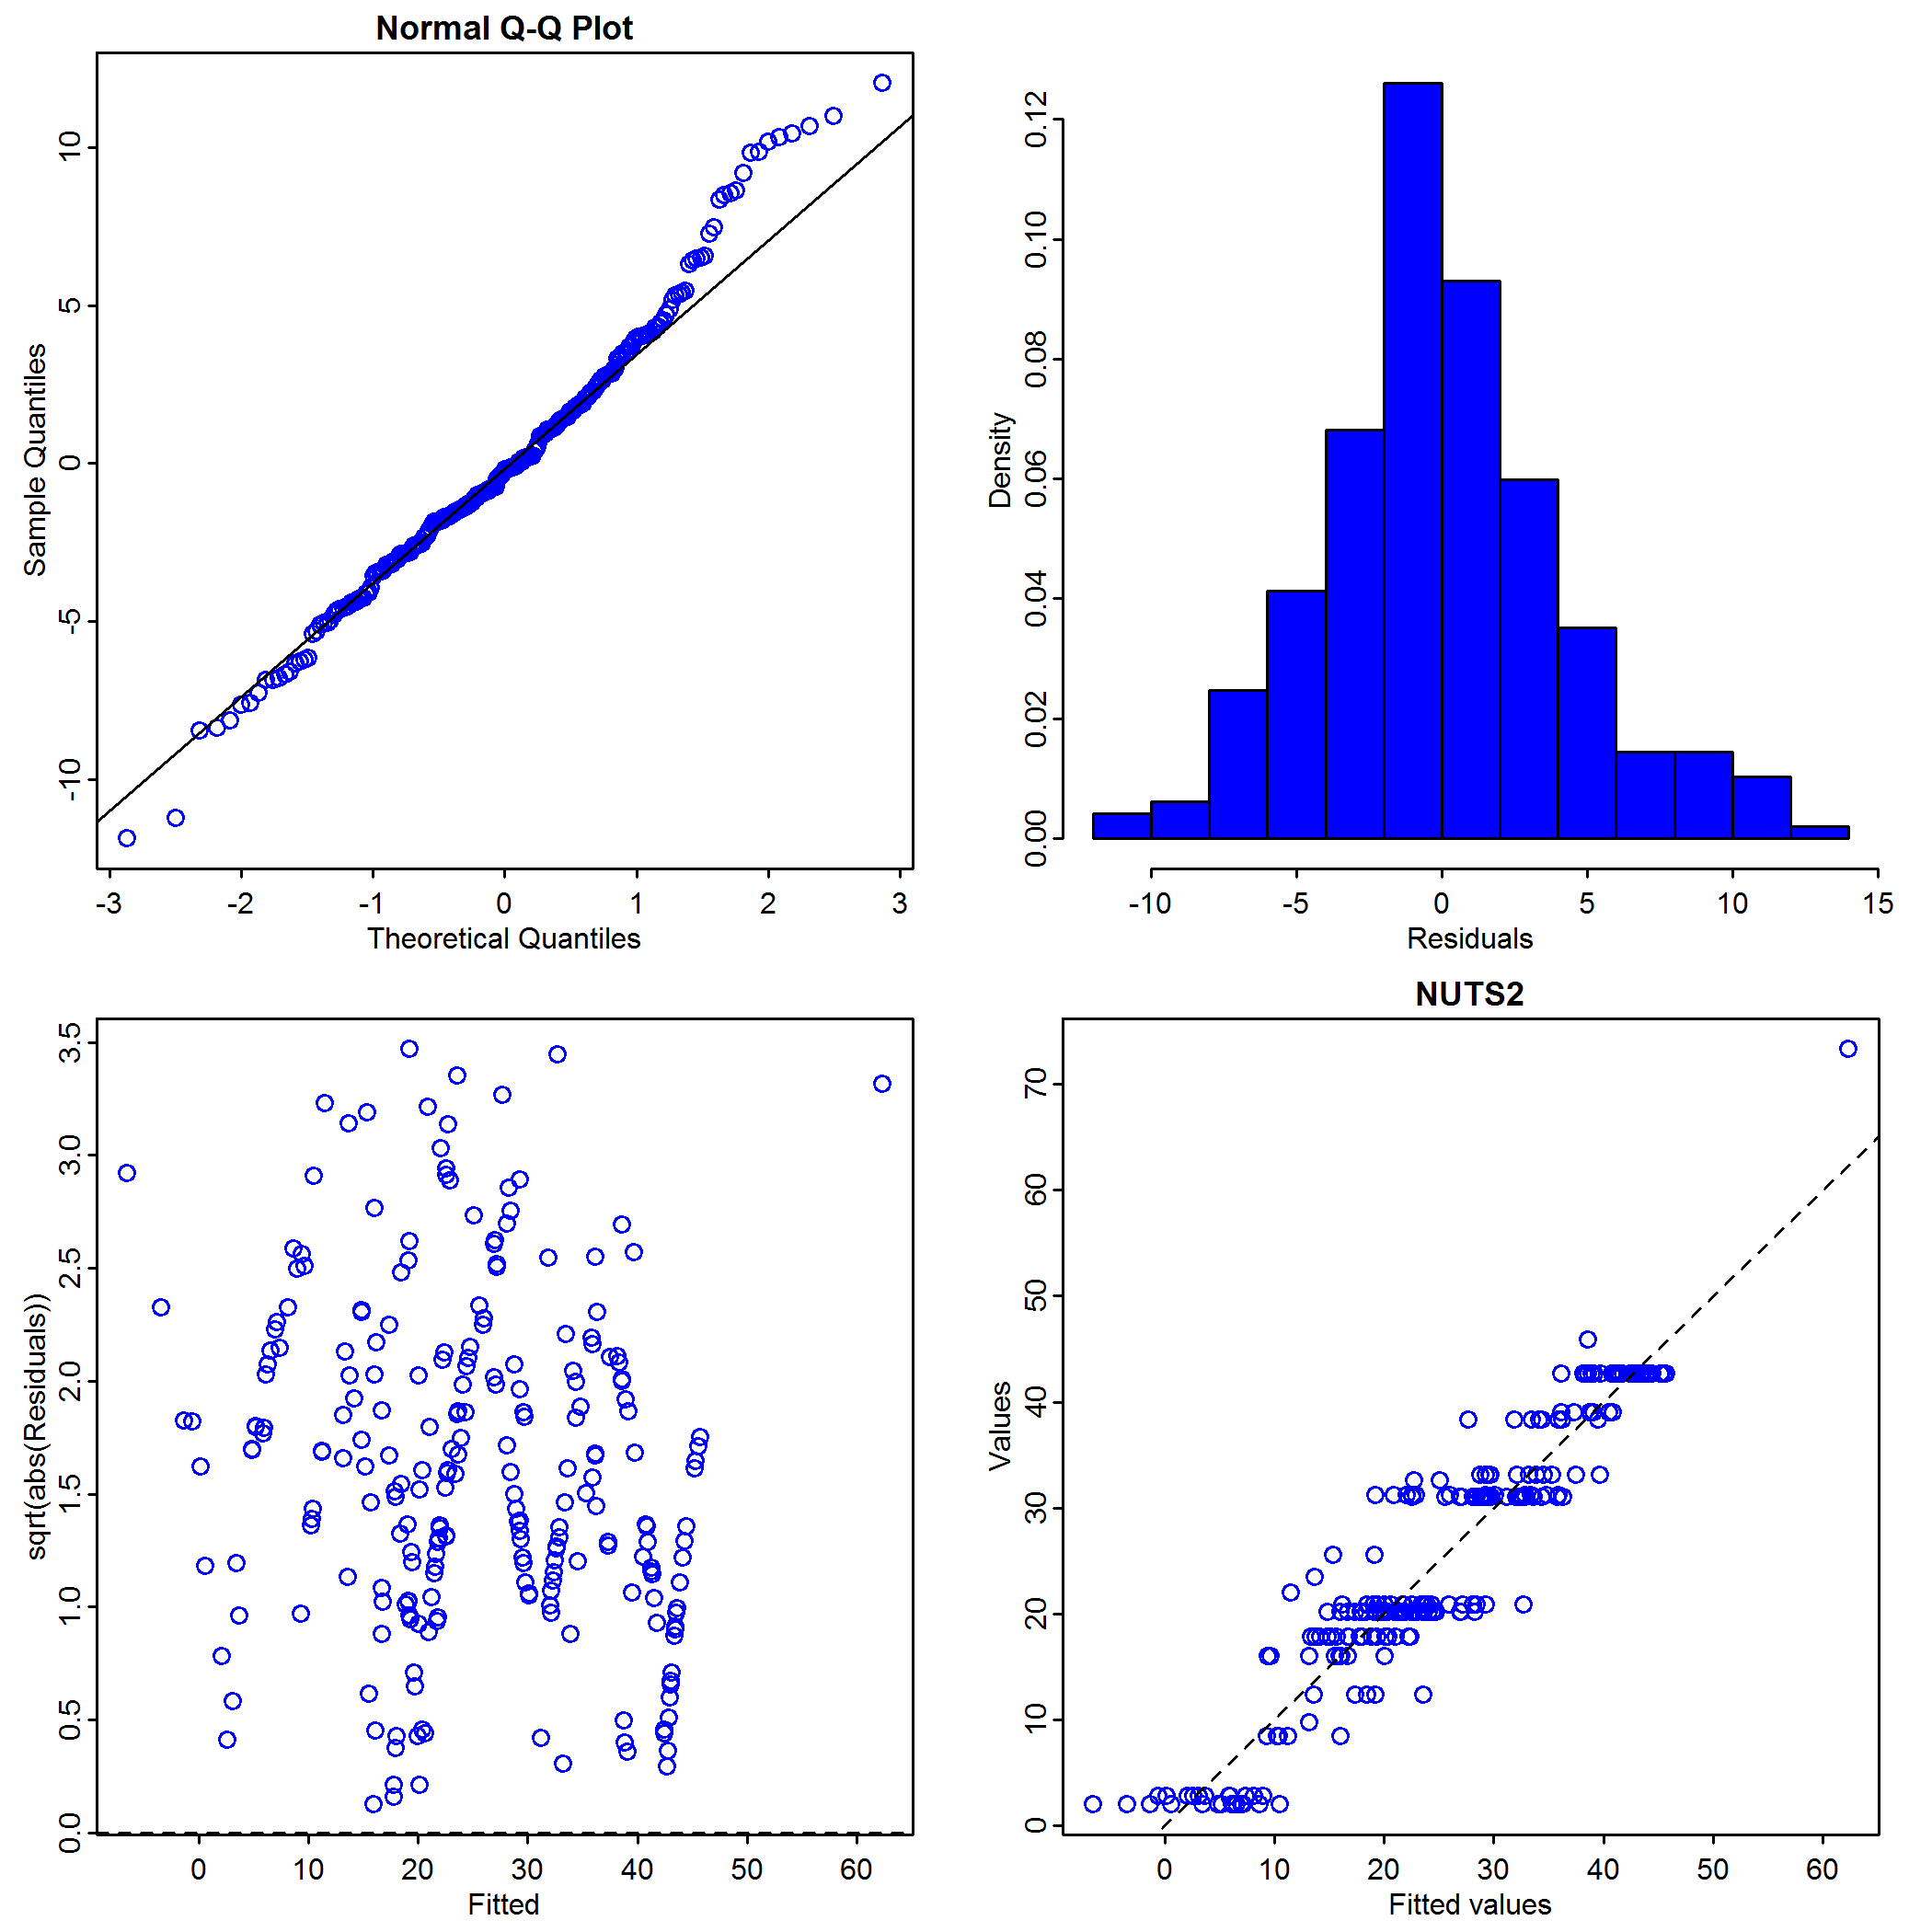 Normal Q-Q Plot
Sample Quantiles
10
5
0
-5
-10
-3 -2 -1 0 1 2 3
Theoretical Quantiles
Density
0.12
0.10
0.08
0.06
0.04
0.02
0.00
-10 -5 0 5 10 15
Residuals
sqrt(abs(Residuals))
3.5
3.0
2.5
2.0
1.5
1.0
0.5
0.0
0 10 20 30 40 50 60
Fitted
NUTS2
Values
70
60
50
40
30
20
10
0
0 10 20 30 40 50 60
Fitted values